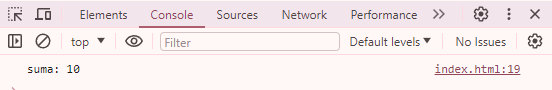 Elements Console Sources Network Performance
top Filter Default levels No Issues
suma: 10 index.html:19